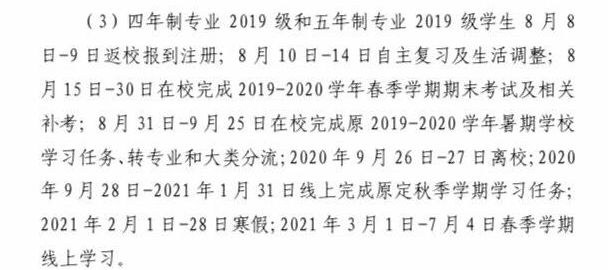 （3）四年制专业 2019 级和五年制专业 2019 级学生 8 月 8
日-9 日返校报到注册；8 月 10 日-14 日自主复习及生活调整；8
月 15 日-30 日在校完成 2019-2020 学年春季学期期末考试及相关
补考；8 月 31 日-9 月 25 日在校完成原 2019-2020 学年暑期学校
学习任务、转专业和大类分流；2020 年 9 月 26 日-27 日离校；2020
年 9 月 28 日-2021 年 1 月 31 日线上完成原定秋季学期学习任务；
2021 年 2 月 1 日-28 日寒假；2021 年 3 月 1 日-7 月 4 日春季学期
线上学习。